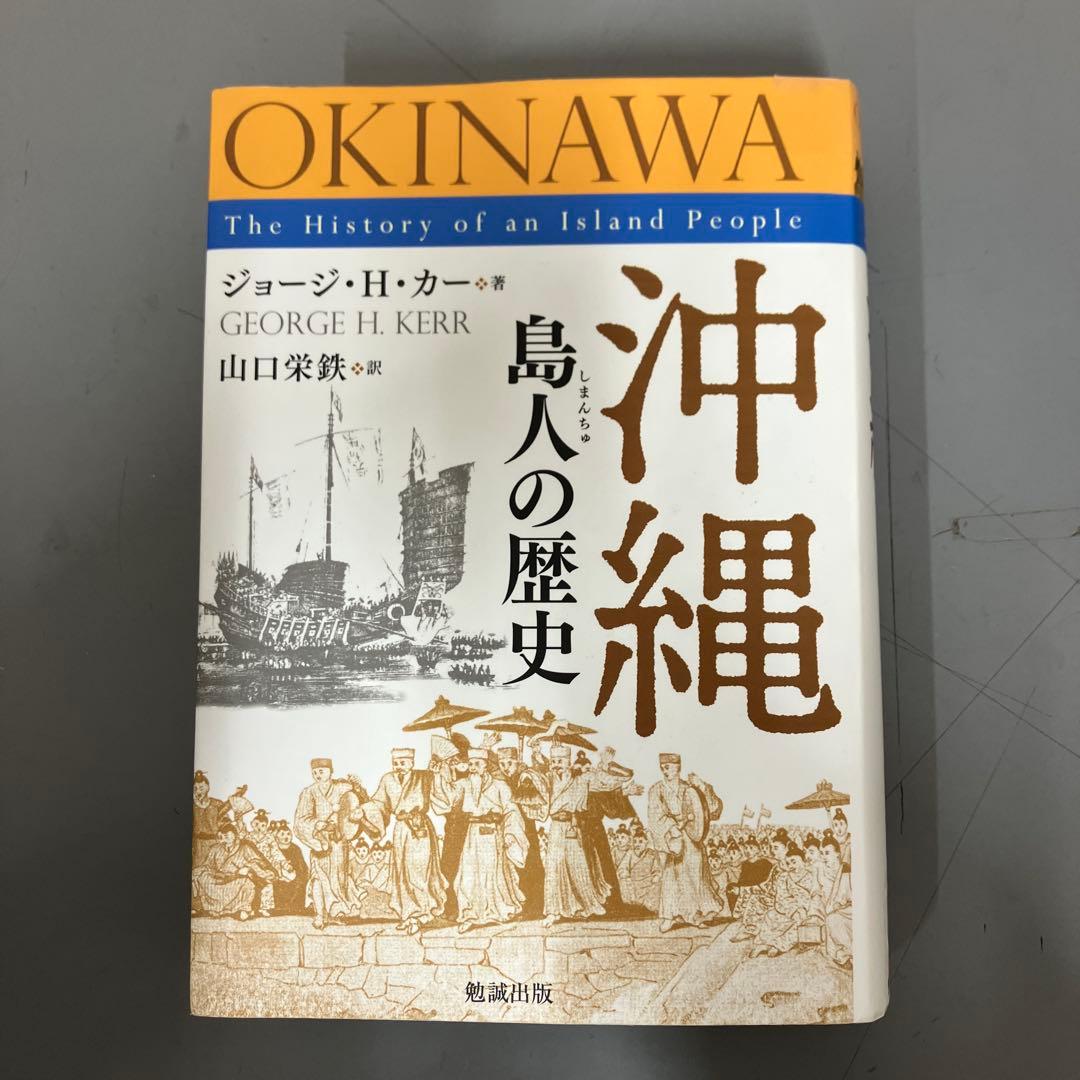 OKINAWA
The History of an Island People
ジョージ・H・カー❖著
GEORGE H. KERR
山口栄鉄❖訳
沖縄
島人の歴史
しまんちゅ
勉誠出版